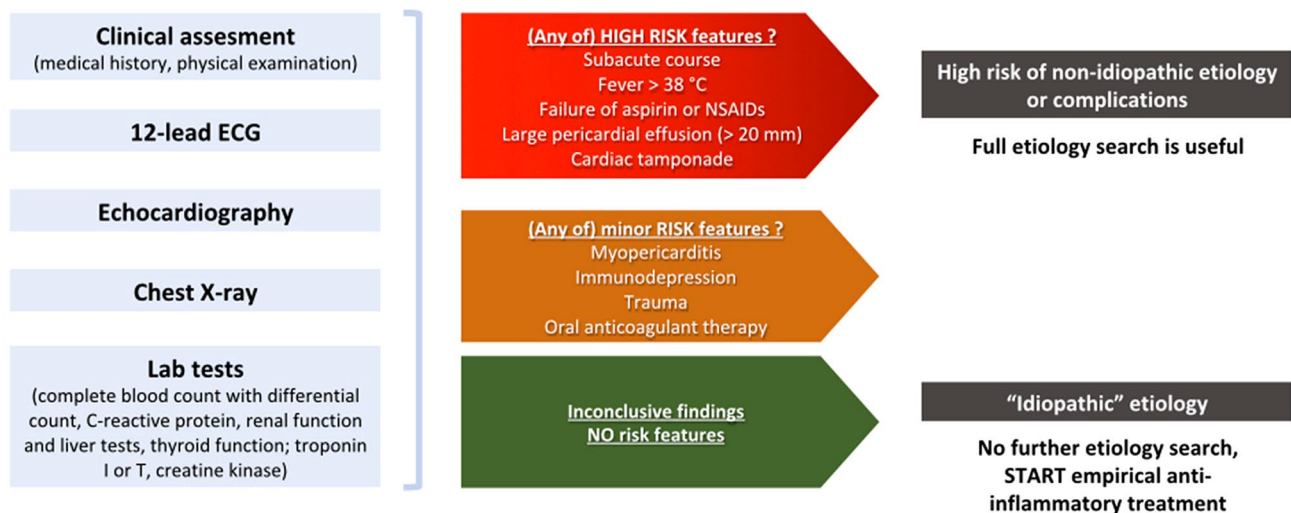 Clinical assesment
(medical history, physical examination)
12-lead ECG
Echocardiography
Chest X-ray
Lab tests
(complete blood count with differential
count, C-reactive protein, renal function
and liver tests, thyroid function; troponin
I or T, creatine kinase)
(Any of) HIGH RISK features ?
Subacute course
Fever > 38 °C
Failure of aspirin or NSAIDs
Large pericardial effusion (> 20 mm)
Cardiac tamponade
(Any of) minor RISK features ?
Myopericarditis
Immunodepression
Trauma
Oral anticoagulant therapy
Inconclusive findings
NO risk features
High risk of non-idiopathic etiology
or complications
Full etiology search is useful
“Idiopathic” etiology
No further etiology search,
START empirical anti-
inflammatory treatment